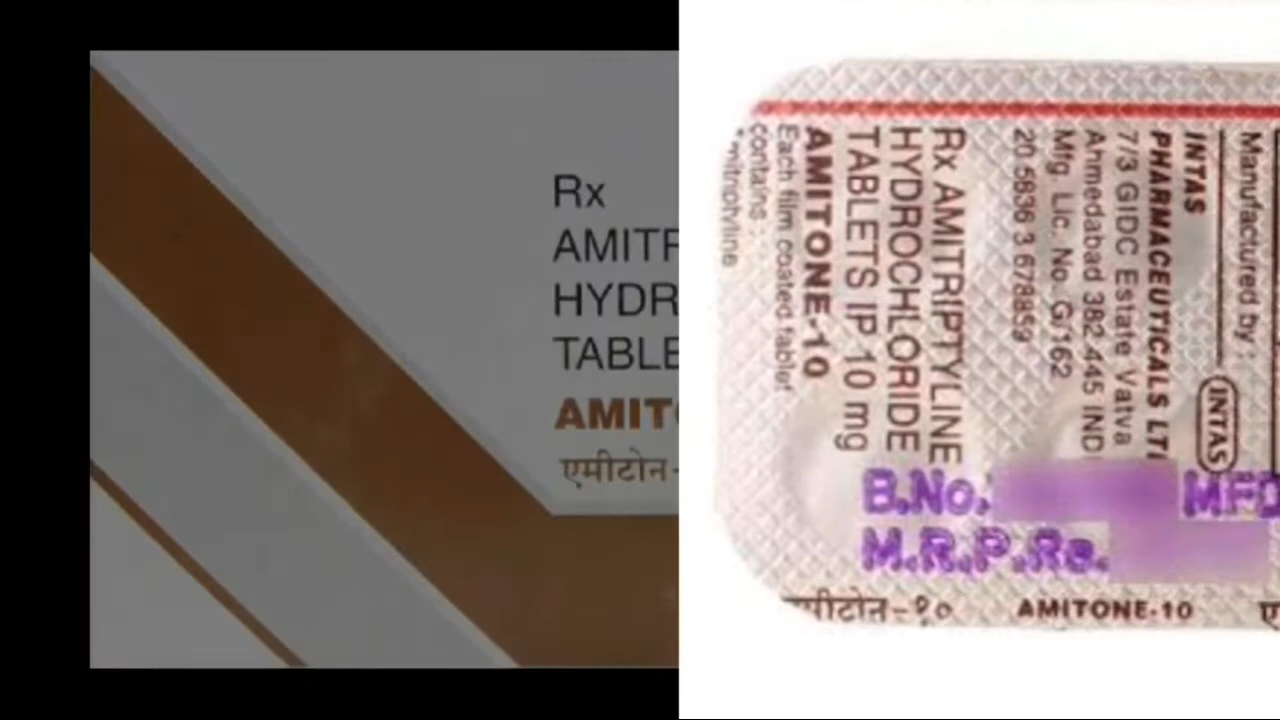 Rx
AMITR
HYDR
TABLE
AMIT
एमीटोन-
Manufactured by :
INTAS
INTAS
PHARMACEUTICALS LT
7/3 GIDC Estate Vatva
Ahmedabad 382 445 IND
Mfg. Lic. No. G/162
20 5836 3 678859
Rx AMITRIPTYLINE
HYDROCHLORIDE
TABLETS IP 10 mg
AMITONE-10
Each film coated tablet
contains :
mitriptyline
B.No. MFD
M.R.P.Rs.
मीटोन-१० AMITONE-10 ए